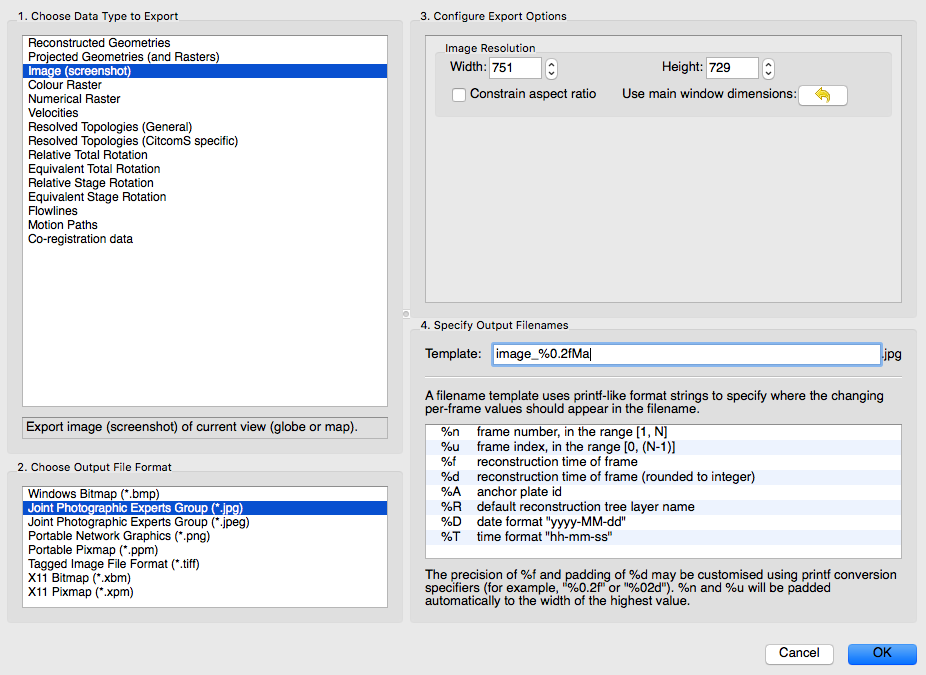 1. Choose Data Type to Export
Reconstructed Geometries
Projected Geometries (and Rasters)
Image (screenshot)
Colour Raster
Numerical Raster
Velocities
Resolved Topologies (General)
Resolved Topologies (CitcomS specific)
Relative Total Rotation
Equivalent Total Rotation
Relative Stage Rotation
Equivalent Stage Rotation
Flowlines
Motion Paths
Co-registration data
Export image (screenshot) of current view (globe or map).
2. Choose Output File Format
Windows Bitmap (*.bmp)
Joint Photographic Experts Group (*.jpg)
Joint Photographic Experts Group (*.jpeg)
Portable Network Graphics (*.png)
Portable Pixmap (*.ppm)
Tagged Image File Format (*.tiff)
X11 Bitmap (*.xbm)
X11 Pixmap (*.xpm)
3. Configure Export Options
Image Resolution
Width: 751 Height: 729
Constrain aspect ratio Use main window dimensions:
4. Specify Output Filenames
Template: image_%0.2fMa .jpg
A filename template uses printf-like format strings to specify where the changing
per-frame values should appear in the filename.
%n frame number, in the range [1, N]
%u frame index, in the range [0, (N-1)]
%f reconstruction time of frame
%d reconstruction time of frame (rounded to integer)
%A anchor plate id
%R default reconstruction tree layer name
%D date format "yyyy-MM-dd"
%T time format "hh-mm-ss"
The precision of %f and padding of %d may be customised using printf conversion
specifiers (for example, "%0.2f" or "%02d"). %n and %u will be padded
automatically to the width of the highest value.
Cancel OK